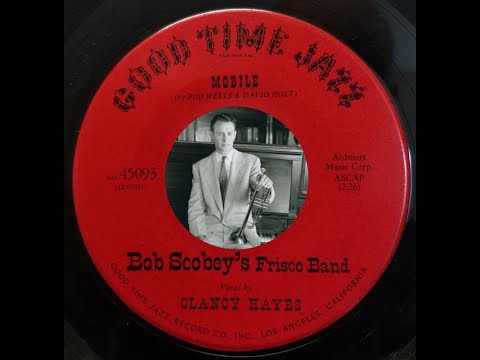 GOOD TIME JAZZ
MOBILE
(by BOB WELLS & DAVID HOLT)
45093
Ardmore
Music Corp.
ASCAP
(2:26)
Bob Scobey's Frisco Band
Vocal by
CLANCY HAYES
GOOD TIME JAZZ RECORD CO., INC., LOS ANGELES, CALIFORNIA